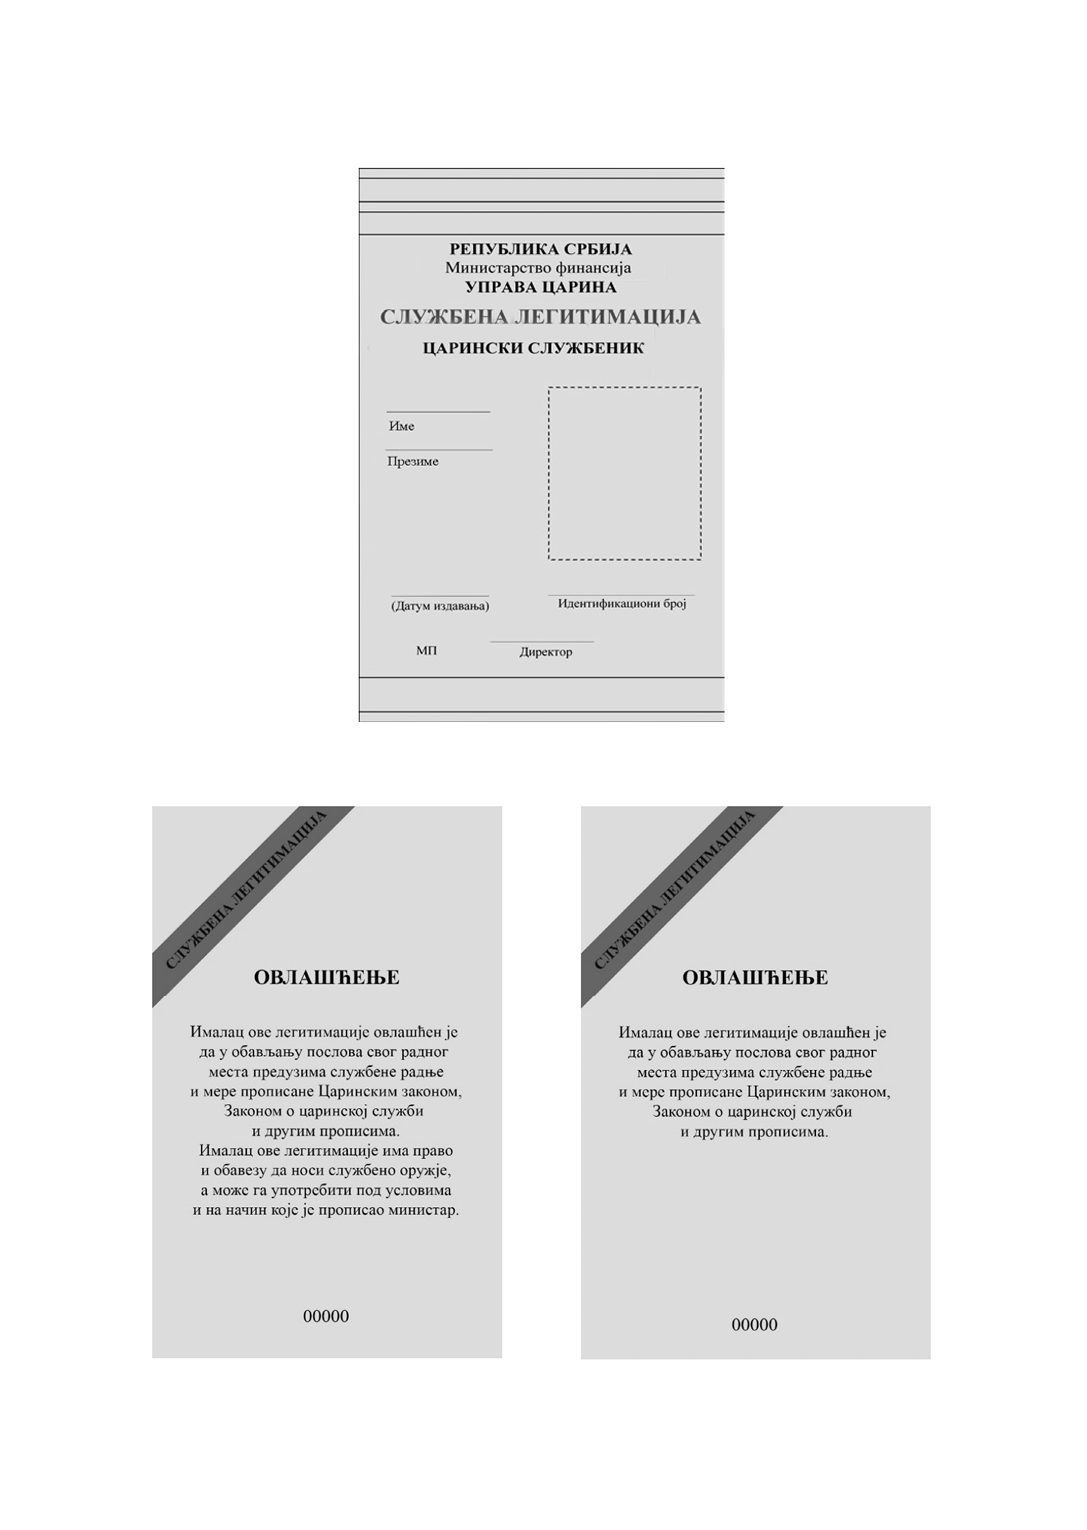 РЕПУБЛИКА СРБИЈА
Министарство финансија
УПРАВА ЦАРИНА
СЛУЖБЕНА ЛЕГИТИМАЦИЈА
ЦАРИНСКИ СЛУЖБЕНИК
Име
Презиме
(Датум издавања)
Идентификациони број
МП
Директор
СЛУЖБЕНА ЛЕГИТИМАЦИЈА
ОВЛАШЋЕЊЕ
Ималац ове легитимације овлашћен је
да у обављању послова свог радног
места предузима службене радње
и мере прописане Царинским законом,
Законом о царинској служби
и другим прописима.
Ималац ове легитимације има право
и обавезу да носи службено оружје,
а може га употребити под условима
и на начин које је прописао министар.
00000
СЛУЖБЕНА ЛЕГИТИМАЦИЈА
ОВЛАШЋЕЊЕ
Ималац ове легитимације овлашћен је
да у обављању послова свог радног
места предузима службене радње
и мере прописане Царинским законом,
Законом о царинској служби
и другим прописима.
00000